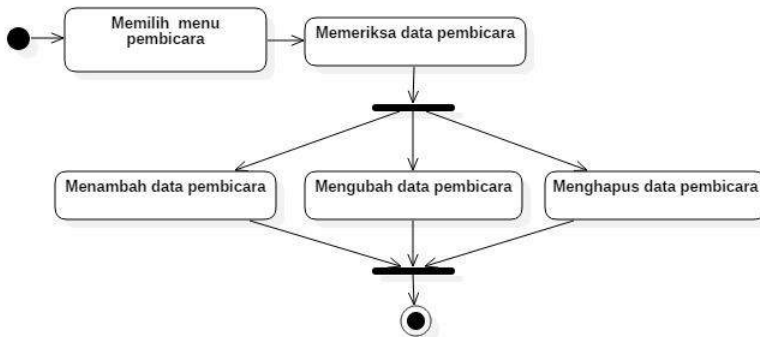 Memilih menu
pembicara
Memeriksa data pembicara
Menambah data pembicara
Mengubah data pembicara
Menghapus data pembicara